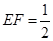 EF = 1/2